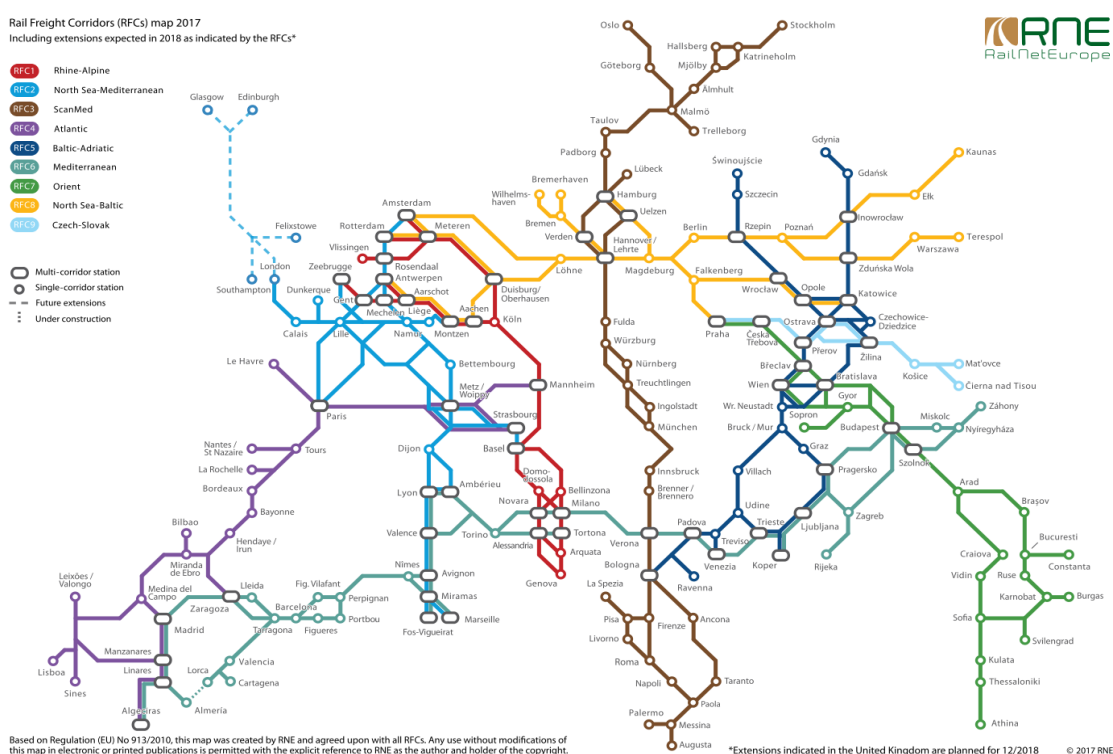 Rail Freight Corridors (RFCs) map 2017
Including extensions expected in 2018 as indicated by the RFCs*
RNE
RailNetEurope
RFC1 Rhine-Alpine
RFC2 North Sea-Mediterranean
RFC3 ScanMed
RFC4 Atlantic
RFC5 Baltic-Adriatic
RFC6 Mediterranean
RFC7 Orient
RFC8 North Sea-Baltic
RFC9 Czech-Slovak
Multi-corridor station
Single-corridor station
Future extensions
Under construction
Oslo
Stockholm
Hallsberg
Katrineholm
Göteborg
Mjölby
Älmhult
Malmö
Trelleborg
Taulov
Padborg
Lübeck
Glasgow
Edinburgh
Felixstowe
London
Southampton
Gdynia
Gdańsk
Kaunas
Ełk
Świnoujście
Szczecin
Inowrocław
Bremerhaven
Wilhelms-
haven
Bremen
Hamburg
Uelzen
Verden
Hannover/
Lehrte
Magdeburg
Berlin
Rzepin
Poznań
Warszawa
Terespol
Zduńska Wola
Amsterdam
Rotterdam
Meteren
Vlissingen
Rosendaal
Zeebrugge
Antwerpen
Dunkerque
Gent
Aarschot
Mechelen
Liège
Aachen
Duisburg/
Oberhausen
Löhne
Calais
Lille
Namur
Montzen
Köln
Falkenberg
Wrocław
Opole
Katowice
Praha
Česká
Třebova
Ostrava
Czechowice-
Dziedzice
Přerov
Žilina
Košice
Mat'ovce
Čierna nad Tisou
Fulda
Würzburg
Nürnberg
Treuchtlingen
Ingolstadt
München
Innsbruck
Brenner /
Brennero
Le Havre
Bettembourg
Metz /
Woippy
Mannheim
Strasbourg
Paris
Basel
Břeclav
Wien
Bratislava
Gyor
Wr. Neustadt
Sopron
Bruck / Mur
Budapest
Miskolc
Záhony
Nyíregyháza
Szolnok
Nantes /
St Nazaire
Tours
La Rochelle
Bordeaux
Bayonne
Hendaye /
Irun
Dijon
Ambérieu
Lyon
Valence
Domo-
dossola
Bellinzona
Novara
Milano
Torino
Alessandria
Tortona
Arquata
Genova
Verona
Padova
Treviso
Venezia
Udine
Villach
Graz
Pragersko
Trieste
Ljubljana
Koper
Zagreb
Rijeka
Arad
Brașov
Craiova
Bucuresti
Constanta
Vidin
Ruse
Karnobat
Burgas
Sofia
Svilengrad
Kulata
Thessaloniki
Athina
Bilbao
Miranda
de Ebro
Leixões /
Valongo
Medina del
Campo
Zaragoza
Lleida
Fig. Vilafant
Perpignan
Barcelona
Tarragona
Figueres
Portbou
Nîmes
Avignon
Miramas
Fos-Vigueirat
Marseille
Madrid
Manzanares
Linares
Lisboa
Sines
Lorca
Valencia
Cartagena
Almería
Algeciras
Bologna
Ravenna
La Spezia
Pisa
Firenze
Ancona
Livorno
Roma
Napoli
Taranto
Paola
Palermo
Messina
Augusta
Based on Regulation (EU) No 913/2010, this map was created by RNE and agreed upon with all RFCs. Any use without modifications of
this map in electronic or printed publications is permitted with the explicit reference to RNE as the author and holder of the copyright.
*Extensions indicated in the United Kingdom are planned for 12/2018
© 2017 RNE